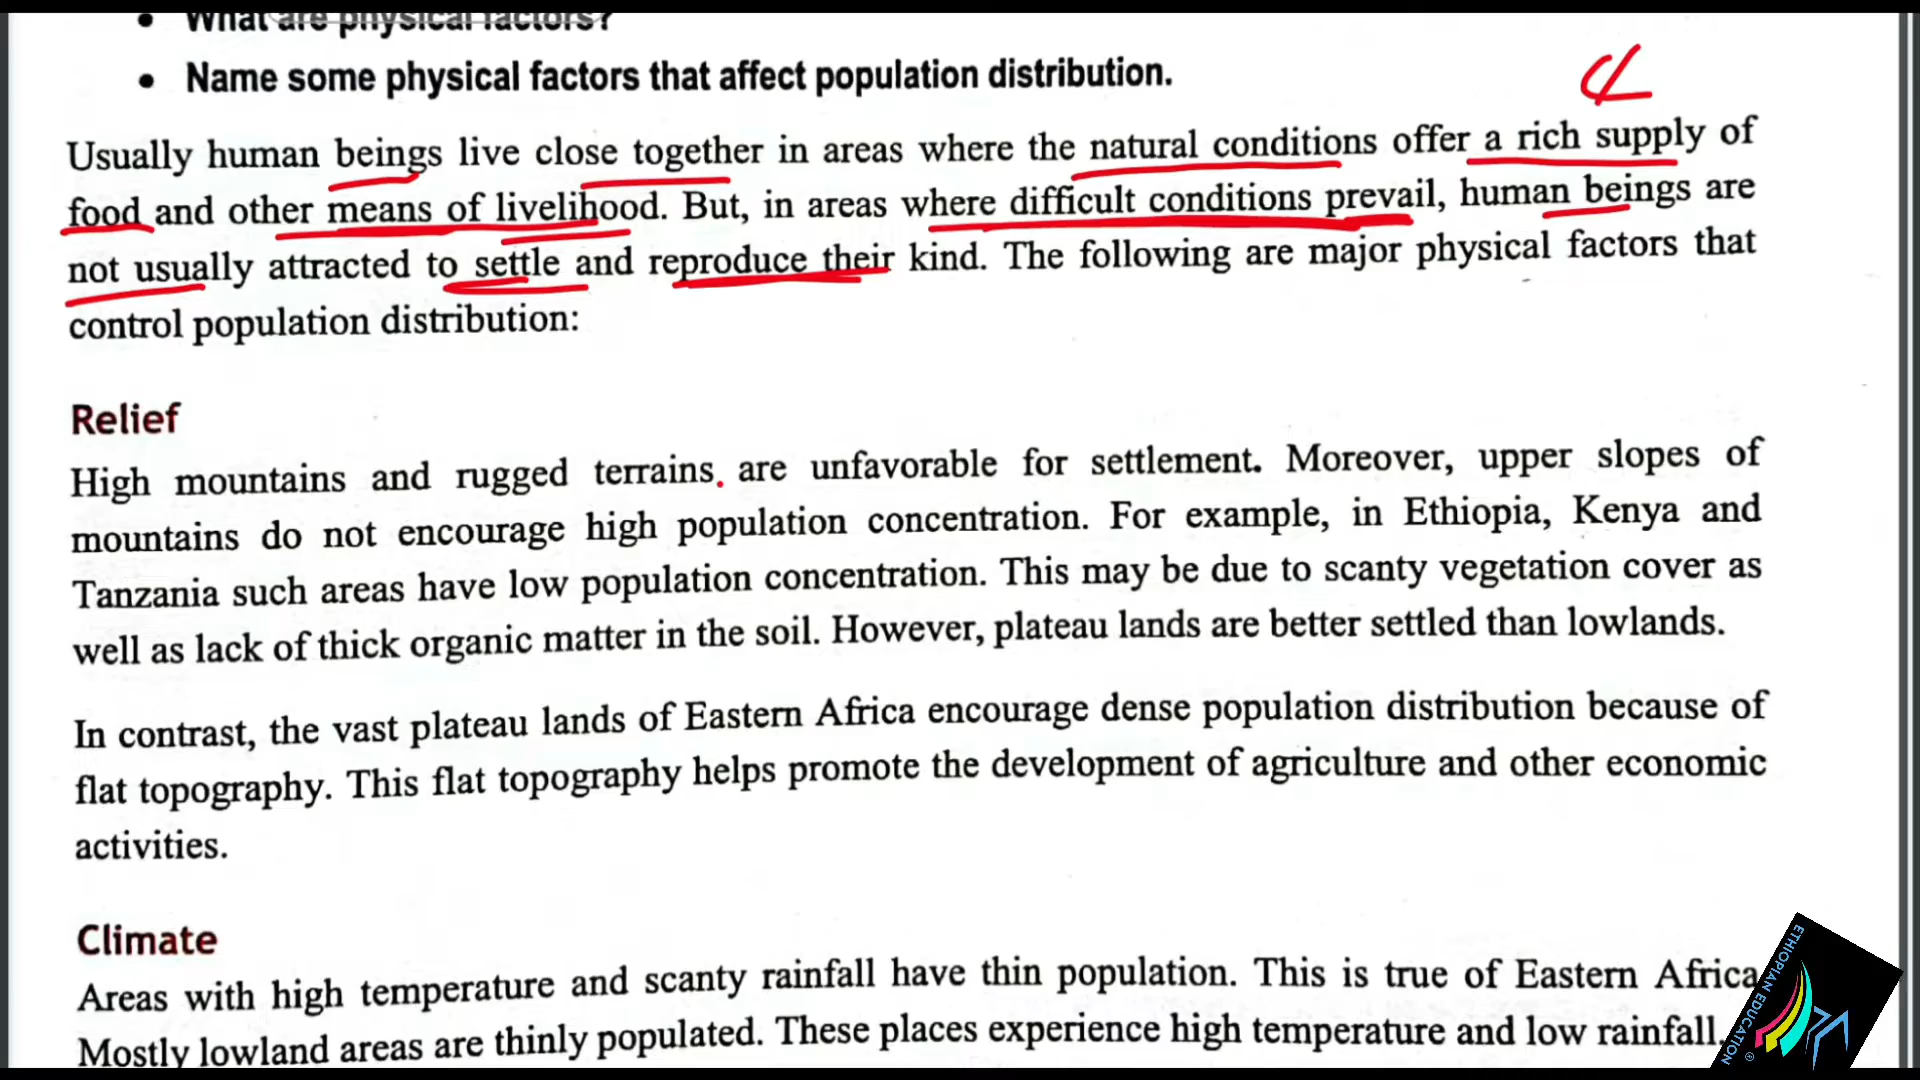 • What are physical factors?
• Name some physical factors that affect population distribution.
Usually human beings live close together in areas where the natural conditions offer a rich supply of
food and other means of livelihood. But, in areas where difficult conditions prevail, human beings are
not usually attracted to settle and reproduce their kind. The following are major physical factors that
control population distribution:
Relief
High mountains and rugged terrains are unfavorable for settlement. Moreover, upper slopes of
mountains do not encourage high population concentration. For example, in Ethiopia, Kenya and
Tanzania such areas have low population concentration. This may be due to scanty vegetation cover as
well as lack of thick organic matter in the soil. However, plateau lands are better settled than lowlands.
In contrast, the vast plateau lands of Eastern Africa encourage dense population distribution because of
flat topography. This flat topography helps promote the development of agriculture and other economic
activities.
Climate
Areas with high temperature and scanty rainfall have thin population. This is true of Eastern Africa
Mostly lowland areas are thinly populated. These places experience high temperature and low rainfall.
ETHIOPIAN EDUCATION